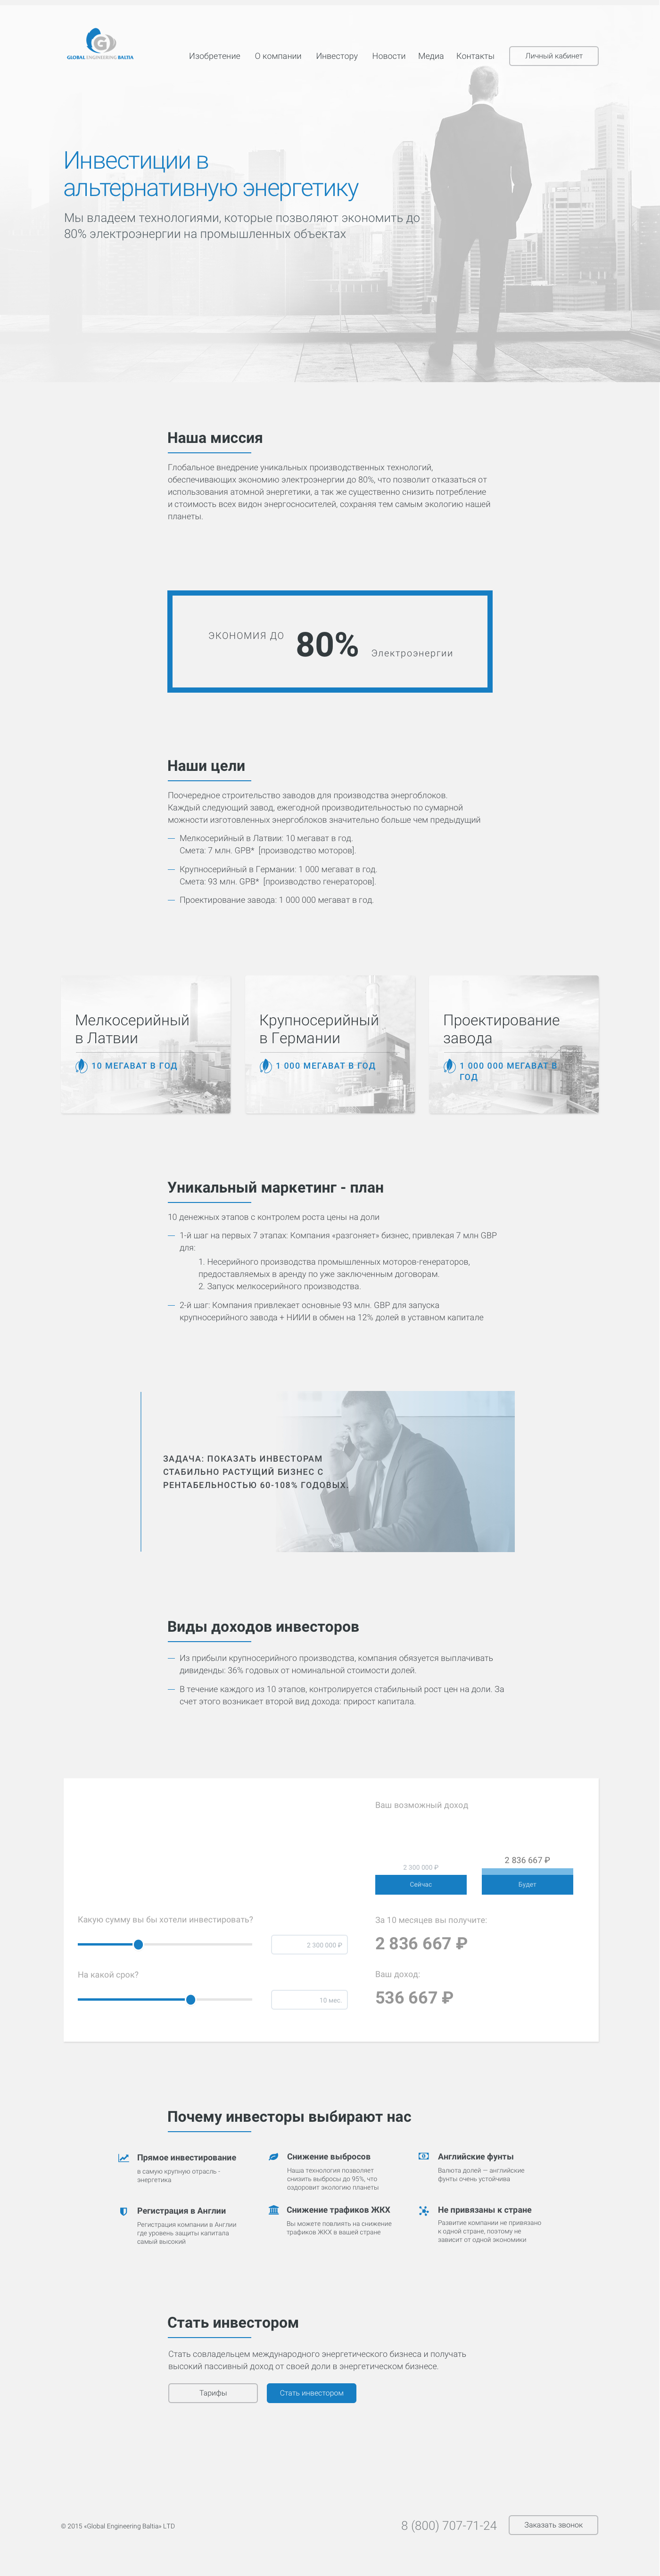 G
GLOBAL ENGINEERING BALTIA
Изобретение О компании Инвестору Новости Медиа Контакты Личный кабинет
Инвестиции в
альтернативную энергетику
Мы владеем технологиями, которые позволяют экономить до
80% электроэнергии на промышленных объектах
Наша миссия
Глобальное внедрение уникальных производственных технологий,
обеспечивающих экономию электроэнергии до 80%, что позволит отказаться от
использования атомной энергетики, а так же существенно снизить потребление
и стоимость всех видон энергосносителей, сохраняя тем самым экологию нашей
планеты.
ЭКОНОМИЯ ДО 80% Электроэнергии
Наши цели
Поочередное строительство заводов для производства энергоблоков.
Каждый следующий завод, ежегодной производительностью по сумарной
можности изготовленных энергоблоков значительно больше чем предыдущий
— Мелкосерийный в Латвии: 10 мегават в год.
Смета: 7 млн. GPB* [производство моторов].
— Крупносерийный в Германии: 1 000 мегават в год.
Смета: 93 млн. GPB* [производство генераторов].
— Проектирование завода: 1 000 000 мегават в год.
Мелкосерийный
в Латвии
10 МЕГАВАТ В ГОД
Крупносерийный
в Германии
1 000 МЕГАВАТ В ГОД
Проектирование
завода
1 000 000 МЕГАВАТ В
ГОД
Уникальный маркетинг - план
10 денежных этапов с контролем роста цены на доли
— 1-й шаг на первых 7 этапах: Компания «разгоняет» бизнес, привлекая 7 млн GBP
для:
1. Несерийного производства промышленных моторов-генераторов,
предоставляемых в аренду по уже заключенным договорам.
2. Запуск мелкосерийного производства.
— 2-й шаг: Компания привлекает основные 93 млн. GBP для запуска
крупносерийного завода + НИИИ в обмен на 12% долей в уставном капитале
ЗАДАЧА: ПОКАЗАТЬ ИНВЕСТОРАМ
СТАБИЛЬНО РАСТУЩИЙ БИЗНЕС С
РЕНТАБЕЛЬНОСТЬЮ 60-108% ГОДОВЫХ.
Виды доходов инвесторов
— Из прибыли крупносерийного производства, компания обязуется выплачивать
дивиденды: 36% годовых от номинальной стоимости долей.
— В течение каждого из 10 этапов, контролируется стабильный рост цен на доли. За
счет этого возникает второй вид дохода: прирост капитала.
Ваш возможный доход
2 300 000 ₽
2 836 667 ₽
Сейчас
Будет
Какую сумму вы бы хотели инвестировать?
2 300 000 ₽
На какой срок?
10 мес.
За 10 месяцев вы получите:
2 836 667 ₽
Ваш доход:
536 667 ₽
Почему инвесторы выбирают нас
Прямое инвестирование
в самую крупную отрасль -
энергетика
Снижение выбросов
Наша технология позволяет
снизить выбросы до 95%, что
оздоровит экологию планеты
Английские фунты
Валюта долей — английские
фунты очень устойчива
Регистрация в Англии
Регистрация компании в Англии
где уровень защиты капитала
самый высокий
Снижение трафиков ЖКХ
Вы можете повлиять на снижение
трафиков ЖКХ в вашей стране
Не привязаны к стране
Развитие компании не привязано
к одной стране, поэтому не
зависит от одной экономики
Стать инвестором
Стать совладельцем международного энергетического бизнеса и получать
высокий пассивный доход от своей доли в энергетическом бизнесе.
Тарифы
Стать инвестором
© 2015 «Global Engineering Baltia» LTD
8 (800) 707-71-24
Заказать звонок